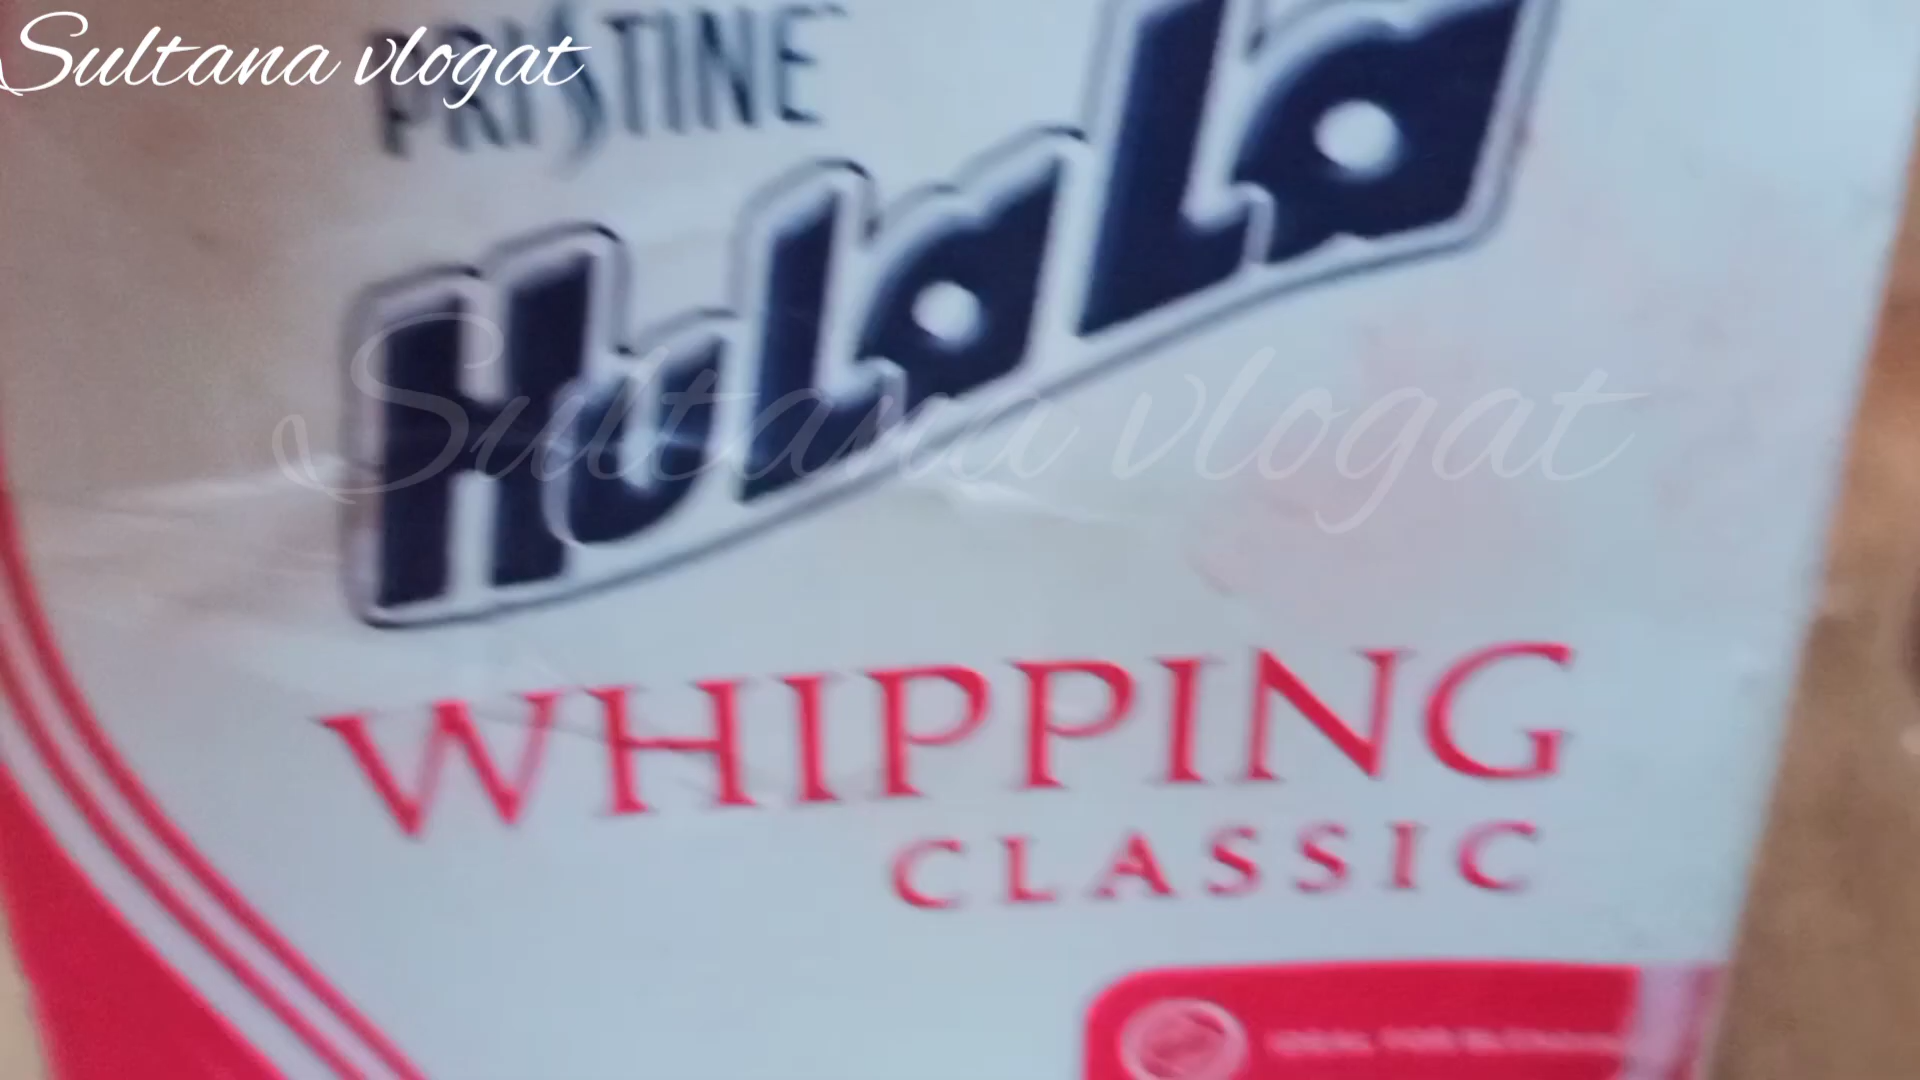 Sultana vlogat
PRISTINE
HuLaLa
Sultana vlogat
WHIPPING
CLASSIC